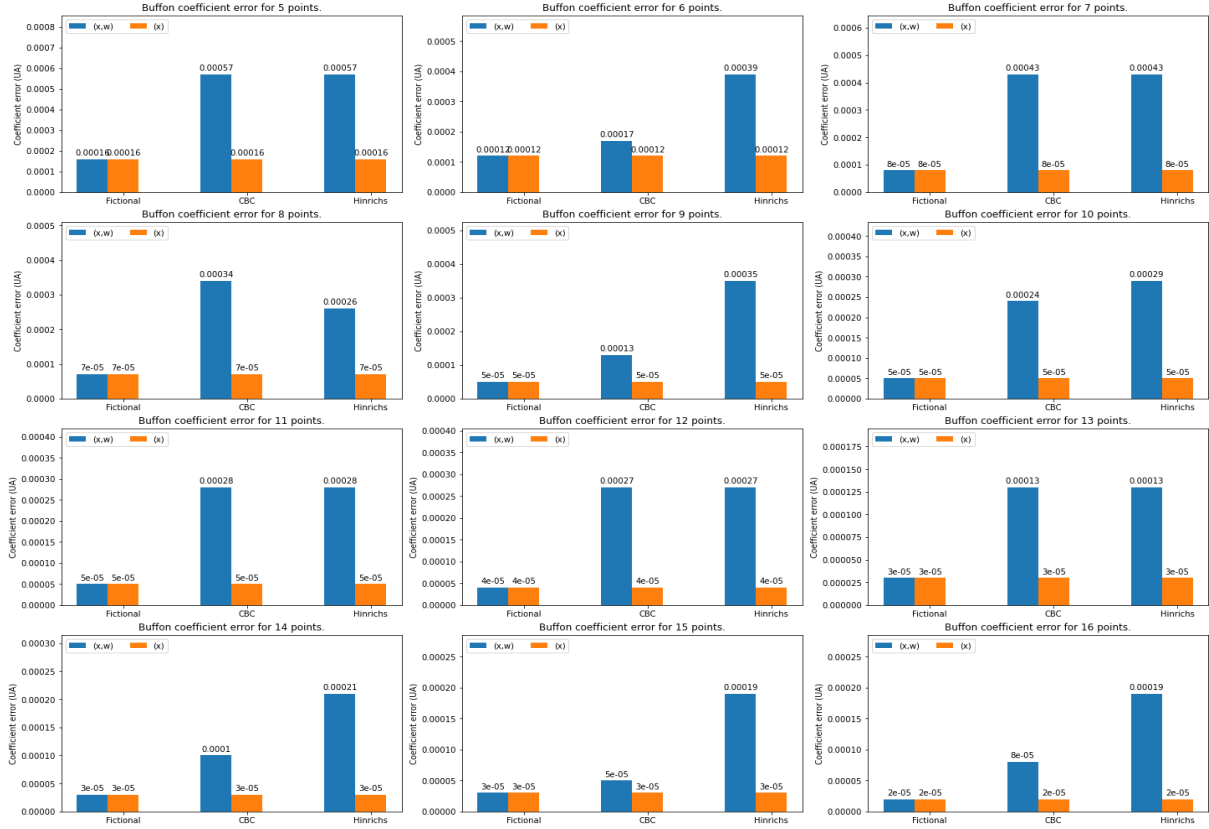 Buffon coefficient error for 5 points.
(x,w) (x)
Coefficient error (UA)
0.0008
0.0007
0.0006
0.0005
0.0004
0.0003
0.0002
0.0001
0.0000
0.00016 0.00016 0.00057 0.00016 0.00057 0.00016
Fictional CBC Hinrichs
Buffon coefficient error for 6 points.
(x,w) (x)
Coefficient error (UA)
0.0005
0.0004
0.0003
0.0002
0.0001
0.0000
0.00012 0.00012 0.00017 0.00012 0.00039 0.00012
Fictional CBC Hinrichs
Buffon coefficient error for 7 points.
(x,w) (x)
Coefficient error (UA)
0.0006
0.0005
0.0004
0.0003
0.0002
0.0001
0.0000
8e-05 8e-05 0.00043 8e-05 0.00043 8e-05
Fictional CBC Hinrichs
Buffon coefficient error for 8 points.
(x,w) (x)
Coefficient error (UA)
0.0005
0.0004
0.0003
0.0002
0.0001
0.0000
7e-05 7e-05 0.00034 7e-05 0.00026 7e-05
Fictional CBC Hinrichs
Buffon coefficient error for 9 points.
(x,w) (x)
Coefficient error (UA)
0.0005
0.0004
0.0003
0.0002
0.0001
0.0000
5e-05 5e-05 0.00013 5e-05 0.00035 5e-05
Fictional CBC Hinrichs
Buffon coefficient error for 10 points.
(x,w) (x)
Coefficient error (UA)
0.00040
0.00035
0.00030
0.00025
0.00020
0.00015
0.00010
0.00005
0.00000
5e-05 5e-05 0.00024 5e-05 0.00029 5e-05
Fictional CBC Hinrichs
Buffon coefficient error for 11 points.
(x,w) (x)
Coefficient error (UA)
0.00040
0.00035
0.00030
0.00025
0.00020
0.00015
0.00010
0.00005
0.00000
5e-05 5e-05 0.00028 5e-05 0.00028 5e-05
Fictional CBC Hinrichs
Buffon coefficient error for 12 points.
(x,w) (x)
Coefficient error (UA)
0.00040
0.00035
0.00030
0.00025
0.00020
0.00015
0.00010
0.00005
0.00000
4e-05 4e-05 0.00027 4e-05 0.00027 4e-05
Fictional CBC Hinrichs
Buffon coefficient error for 13 points.
(x,w) (x)
Coefficient error (UA)
0.000175
0.000150
0.000125
0.000100
0.000075
0.000050
0.000025
0.000000
3e-05 3e-05 0.00013 3e-05 0.00013 3e-05
Fictional CBC Hinrichs
Buffon coefficient error for 14 points.
(x,w) (x)
Coefficient error (UA)
0.00030
0.00025
0.00020
0.00015
0.00010
0.00005
0.00000
3e-05 3e-05 0.0001 3e-05 0.00021 3e-05
Fictional CBC Hinrichs
Buffon coefficient error for 15 points.
(x,w) (x)
Coefficient error (UA)
0.00025
0.00020
0.00015
0.00010
0.00005
0.00000
3e-05 3e-05 5e-05 3e-05 0.00019 3e-05
Fictional CBC Hinrichs
Buffon coefficient error for 16 points.
(x,w) (x)
Coefficient error (UA)
0.00025
0.00020
0.00015
0.00010
0.00005
0.00000
2e-05 2e-05 8e-05 2e-05 0.00019 2e-05
Fictional CBC Hinrichs